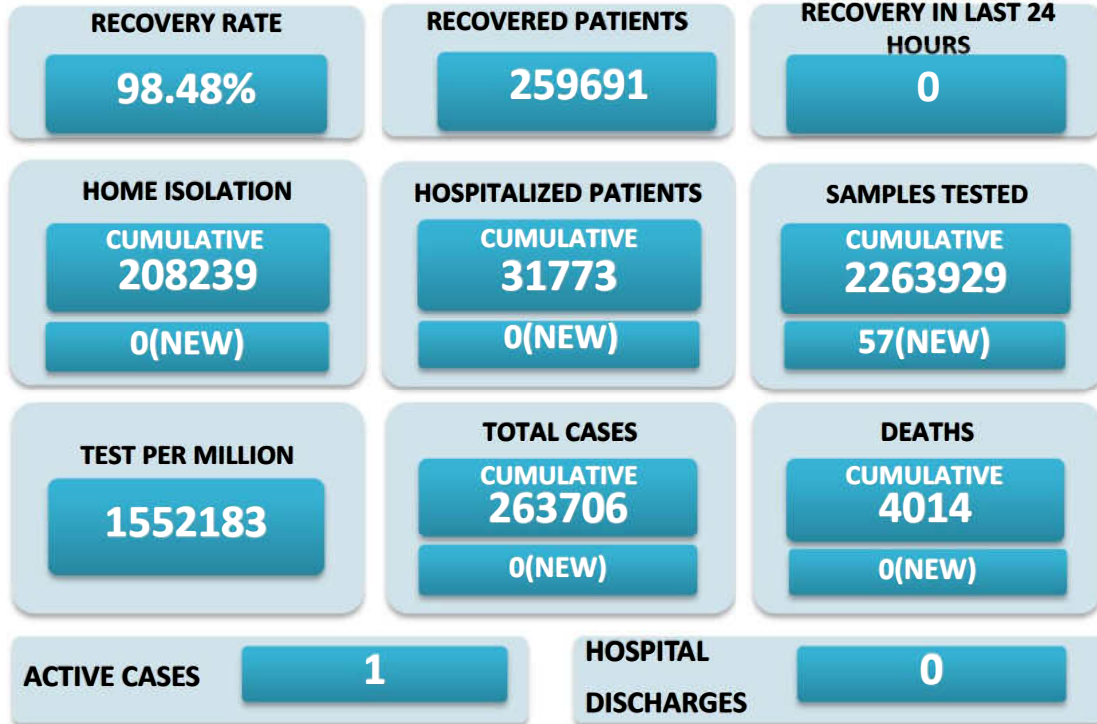 RECOVERY RATE
98.48%
RECOVERED PATIENTS
259691
RECOVERY IN LAST 24
HOURS
0
HOME ISOLATION
CUMULATIVE
208239
0(NEW)
HOSPITALIZED PATIENTS
CUMULATIVE
31773
0(NEW)
SAMPLES TESTED
CUMULATIVE
2263929
57(NEW)
TEST PER MILLION
1552183
TOTAL CASES
CUMULATIVE
263706
0(NEW)
DEATHS
CUMULATIVE
4014
0(NEW)
ACTIVE CASES
1
HOSPITAL
DISCHARGES
0